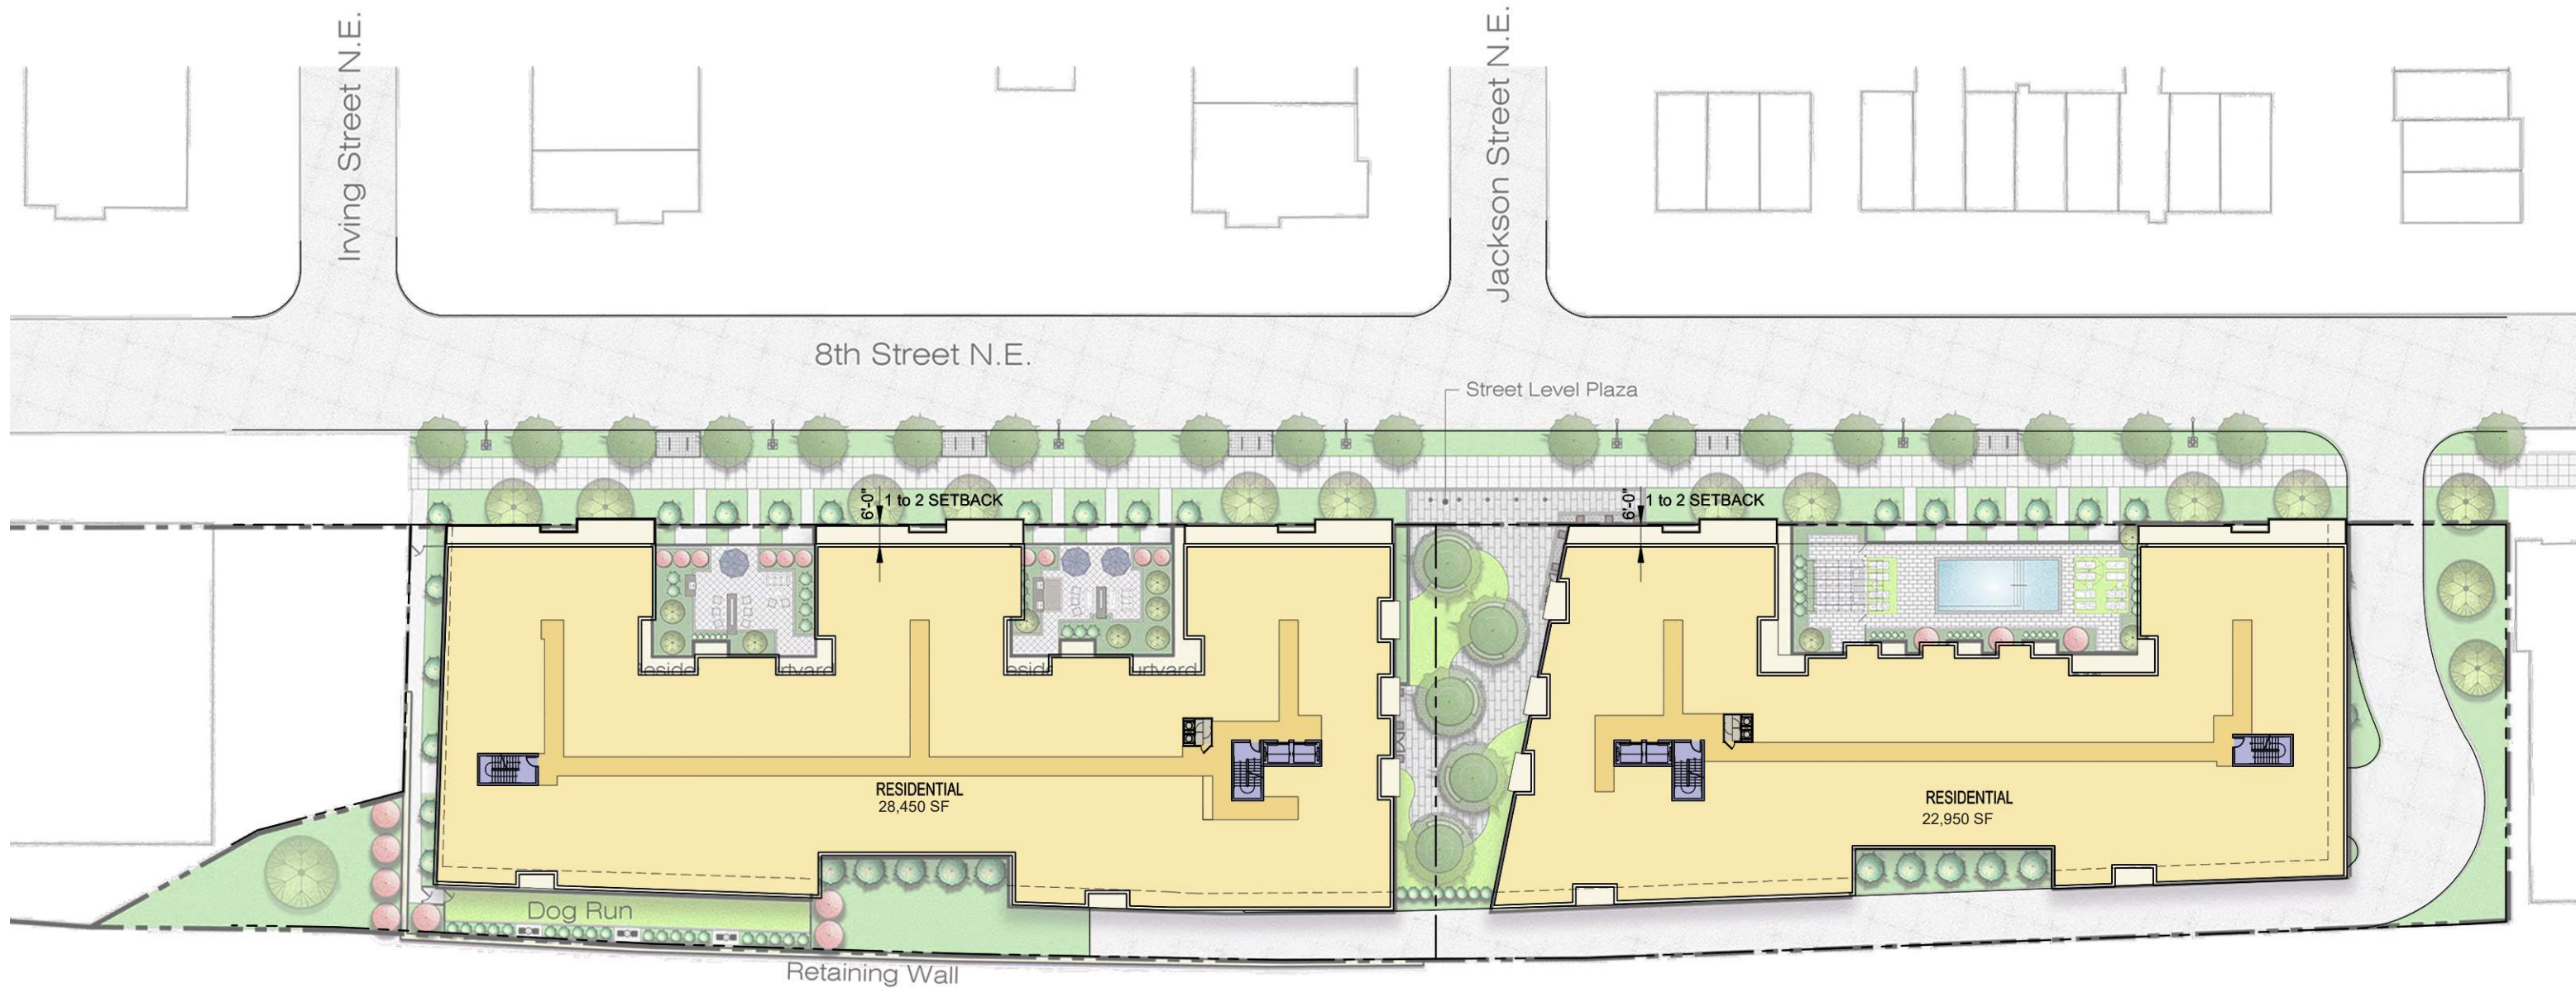 Irving Street N.E.
Jackson Street N.E.
8th Street N.E.
Street Level Plaza
6'-0"
1 to 2 SETBACK
6'-0"
1 to 2 SETBACK
RESIDENTIAL
28,450 SF
RESIDENTIAL
22,950 SF
Dog Run
Retaining Wall